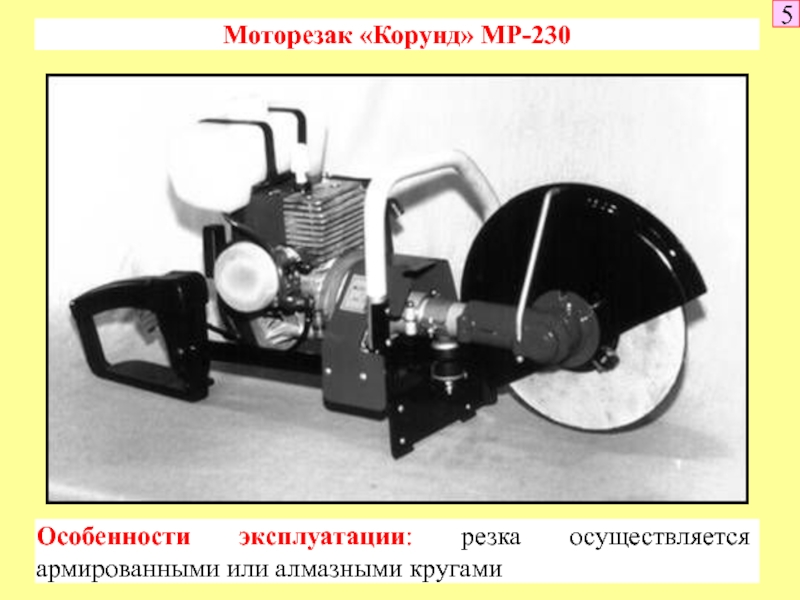 5
Моторезак «Корунд» МР-230
Особенности эксплуатации: резка осуществляется
армированными или алмазными кругами